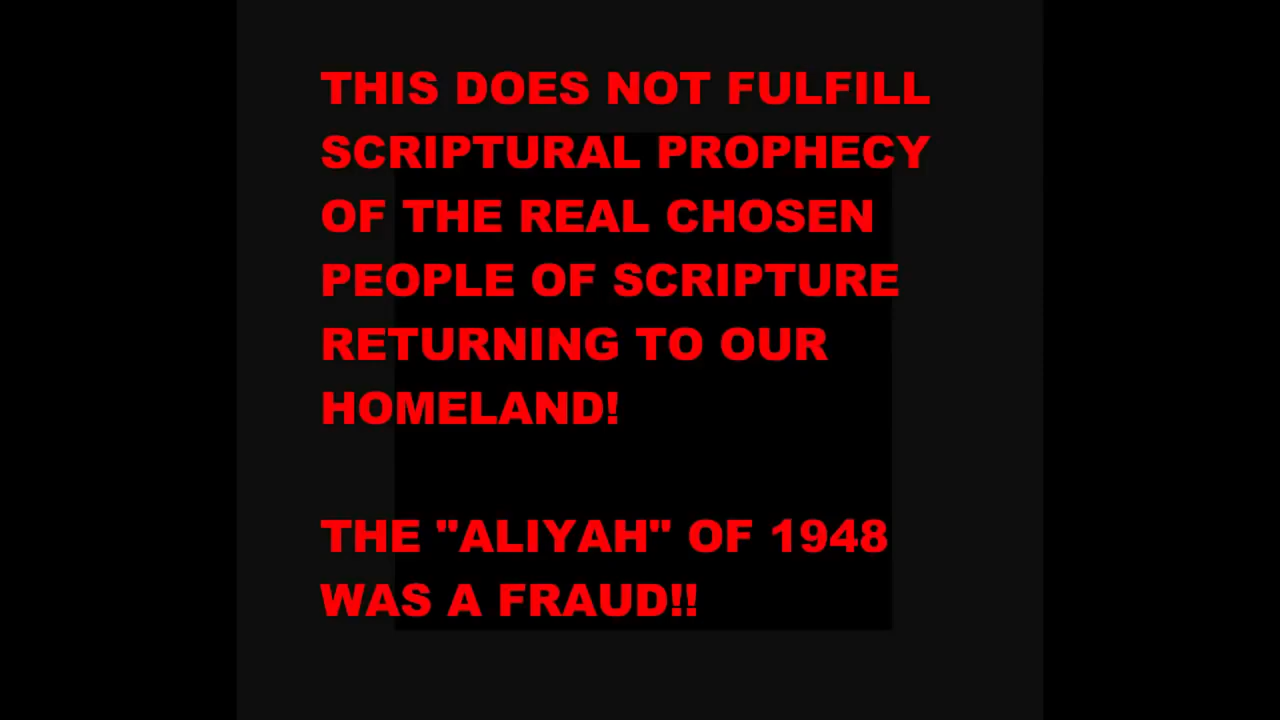 THIS DOES NOT FULFILL
SCRIPTURAL PROPHECY
OF THE REAL CHOSEN
PEOPLE OF SCRIPTURE
RETURNING TO OUR
HOMELAND!
THE "ALIYAH" OF 1948
WAS A FRAUD!!